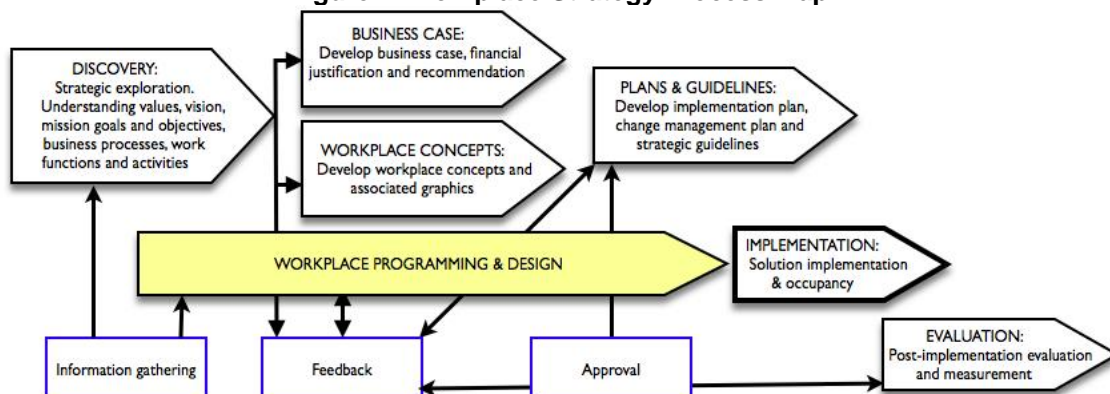 BUSINESS CASE:
Develop business case, financial
justification and recommendation
DISCOVERY:
Strategic exploration.
Understanding values, vision,
mission goals and objectives,
business processes, work
functions and activities
PLANS & GUIDELINES:
Develop implementation plan,
change management plan and
strategic guidelines
WORKPLACE CONCEPTS:
Develop workplace concepts and
associated graphics
WORKPLACE PROGRAMMING & DESIGN
IMPLEMENTATION:
Solution implementation
& occupancy
Information gathering
Feedback
Approval
EVALUATION:
Post-implementation evaluation
and measurement